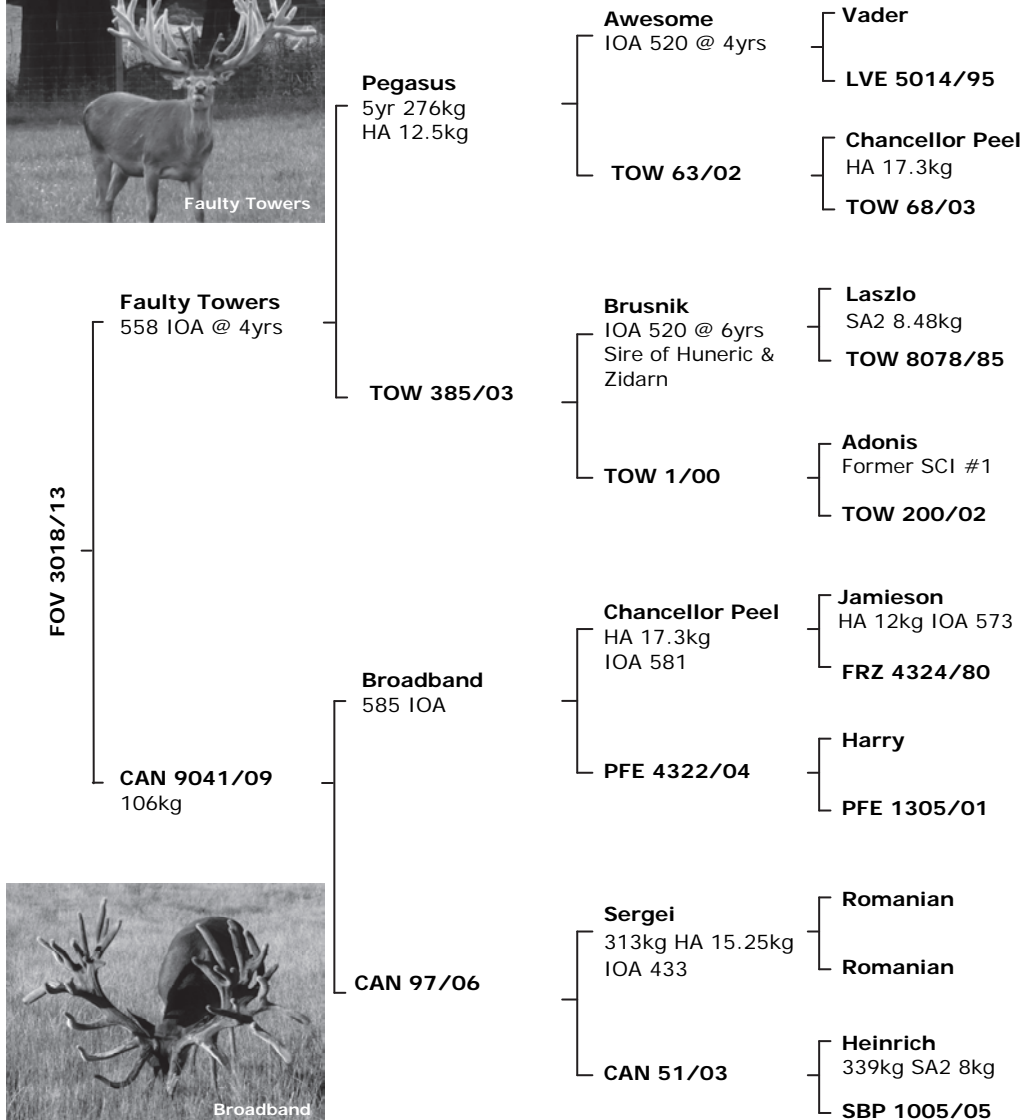 Faulty Towers
FOV 3018/13
Faulty Towers
558 IOA @ 4yrs
CAN 9041/09
106kg
Pegasus
5yr 276kg
HA 12.5kg
TOW 385/03
Broadband
585 IOA
CAN 97/06
Awesome
IOA 520 @ 4yrs
TOW 63/02
Brusnik
IOA 520 @ 6yrs
Sire of Huneric &
Zidarn
TOW 1/00
Chancellor Peel
HA 17.3kg
IOA 581
PFE 4322/04
Sergei
313kg HA 15.25kg
IOA 433
CAN 51/03
Vader
LVE 5014/95
Chancellor Peel
HA 17.3kg
TOW 68/03
Laszlo
SA2 8.48kg
TOW 8078/85
Adonis
Former SCI #1
TOW 200/02
Jamieson
HA 12kg IOA 573
FRZ 4324/80
Harry
PFE 1305/01
Romanian
Romanian
Heinrich
339kg SA2 8kg
SBP 1005/05
Broadband